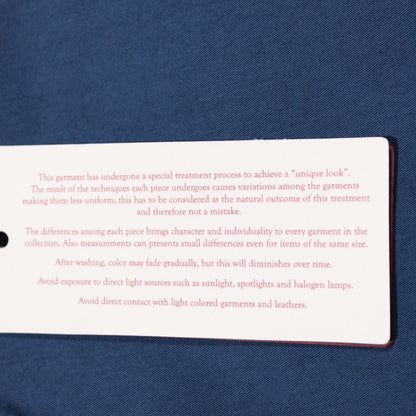 This garment has undergone a special treatment process to achieve a "unique look".
The result of the techniques each piece undergoes causes variations among the garments
making them less uniform; this has to be considered as the natural outcome of this treatment
and therefore not a mistake.
The differences among each piece brings character and individuality to every garment in the
collection. Also measurements can presents small differences even for items of the same size.
After washing, color may fade gradually, but this will diminishes over time.
Avoid exposure to direct light sources such as sunlight, spotlights and halogen lamps.
Avoid direct contact with light colored garments and leathers.